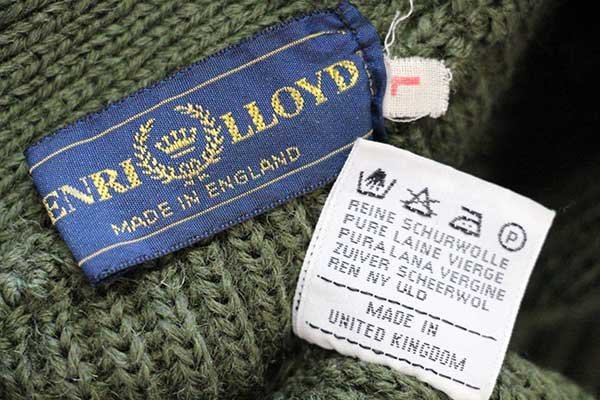 ENRI LLOYD
MADE IN ENGLAND
L
P
REINE SCHURWOLLE
PURE LAINE VIERGE
PURA LANA VERGINE
ZUIVER SCHEERWOL
REN NY ULD
MADE IN
UNITED KINGDOM